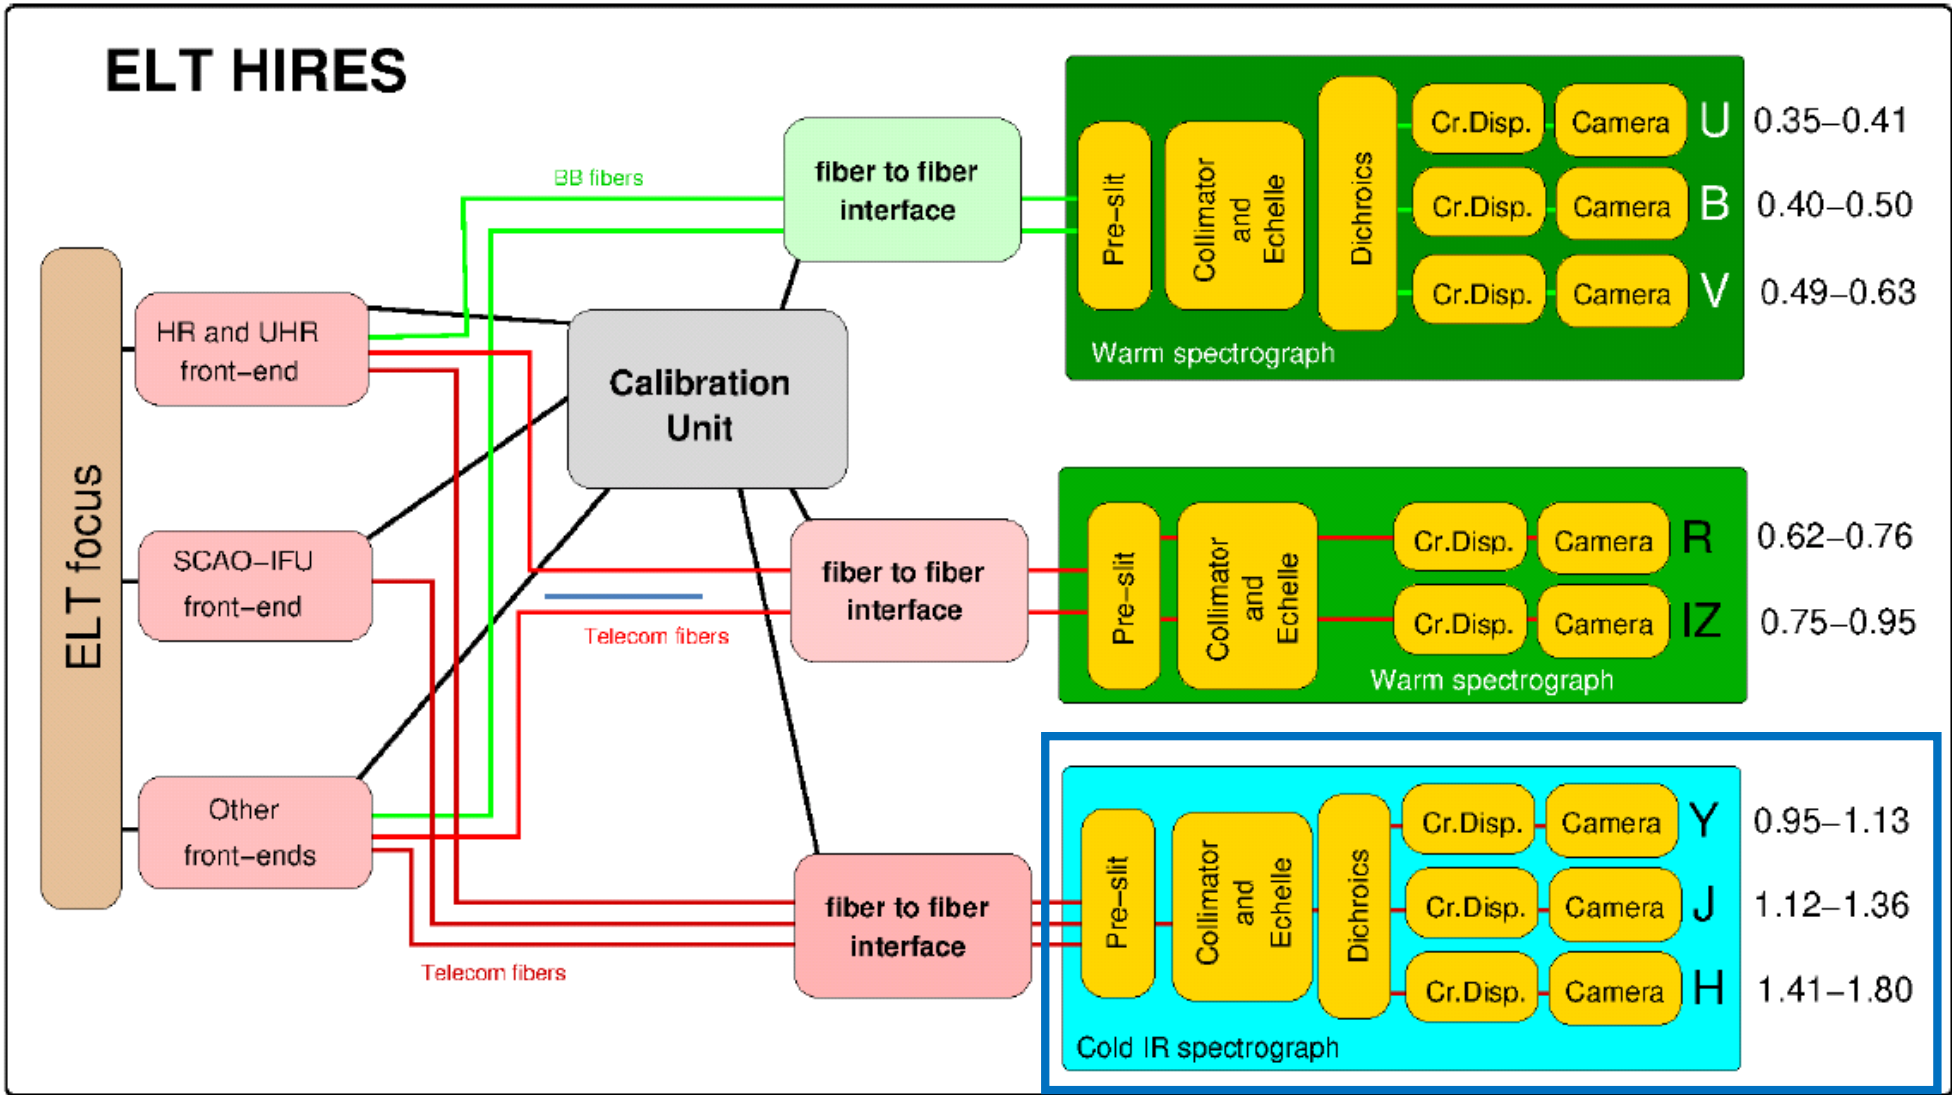 ELT HIRES
ELT focus
HR and UHR
front-end
SCAO-IFU
front-end
Other
front-ends
BB fibers
Calibration
Unit
Telecom fibers
Telecom fibers
fiber to fiber
interface
fiber to fiber
interface
fiber to fiber
interface
Pre-slit
Collimator
and
Echelle
Dichroics
Cr.Disp. Camera U 0.35-0.41
Cr.Disp. Camera B 0.40-0.50
Cr.Disp. Camera V 0.49-0.63
Warm spectrograph
Pre-slit
Collimator
and
Echelle
Cr.Disp. Camera R 0.62-0.76
Cr.Disp. Camera IZ 0.75-0.95
Warm spectrograph
Pre-slit
Collimator
and
Echelle
Dichroics
Cr.Disp. Camera Y 0.95-1.13
Cr.Disp. Camera J 1.12-1.36
Cr.Disp. Camera H 1.41-1.80
Cold IR spectrograph